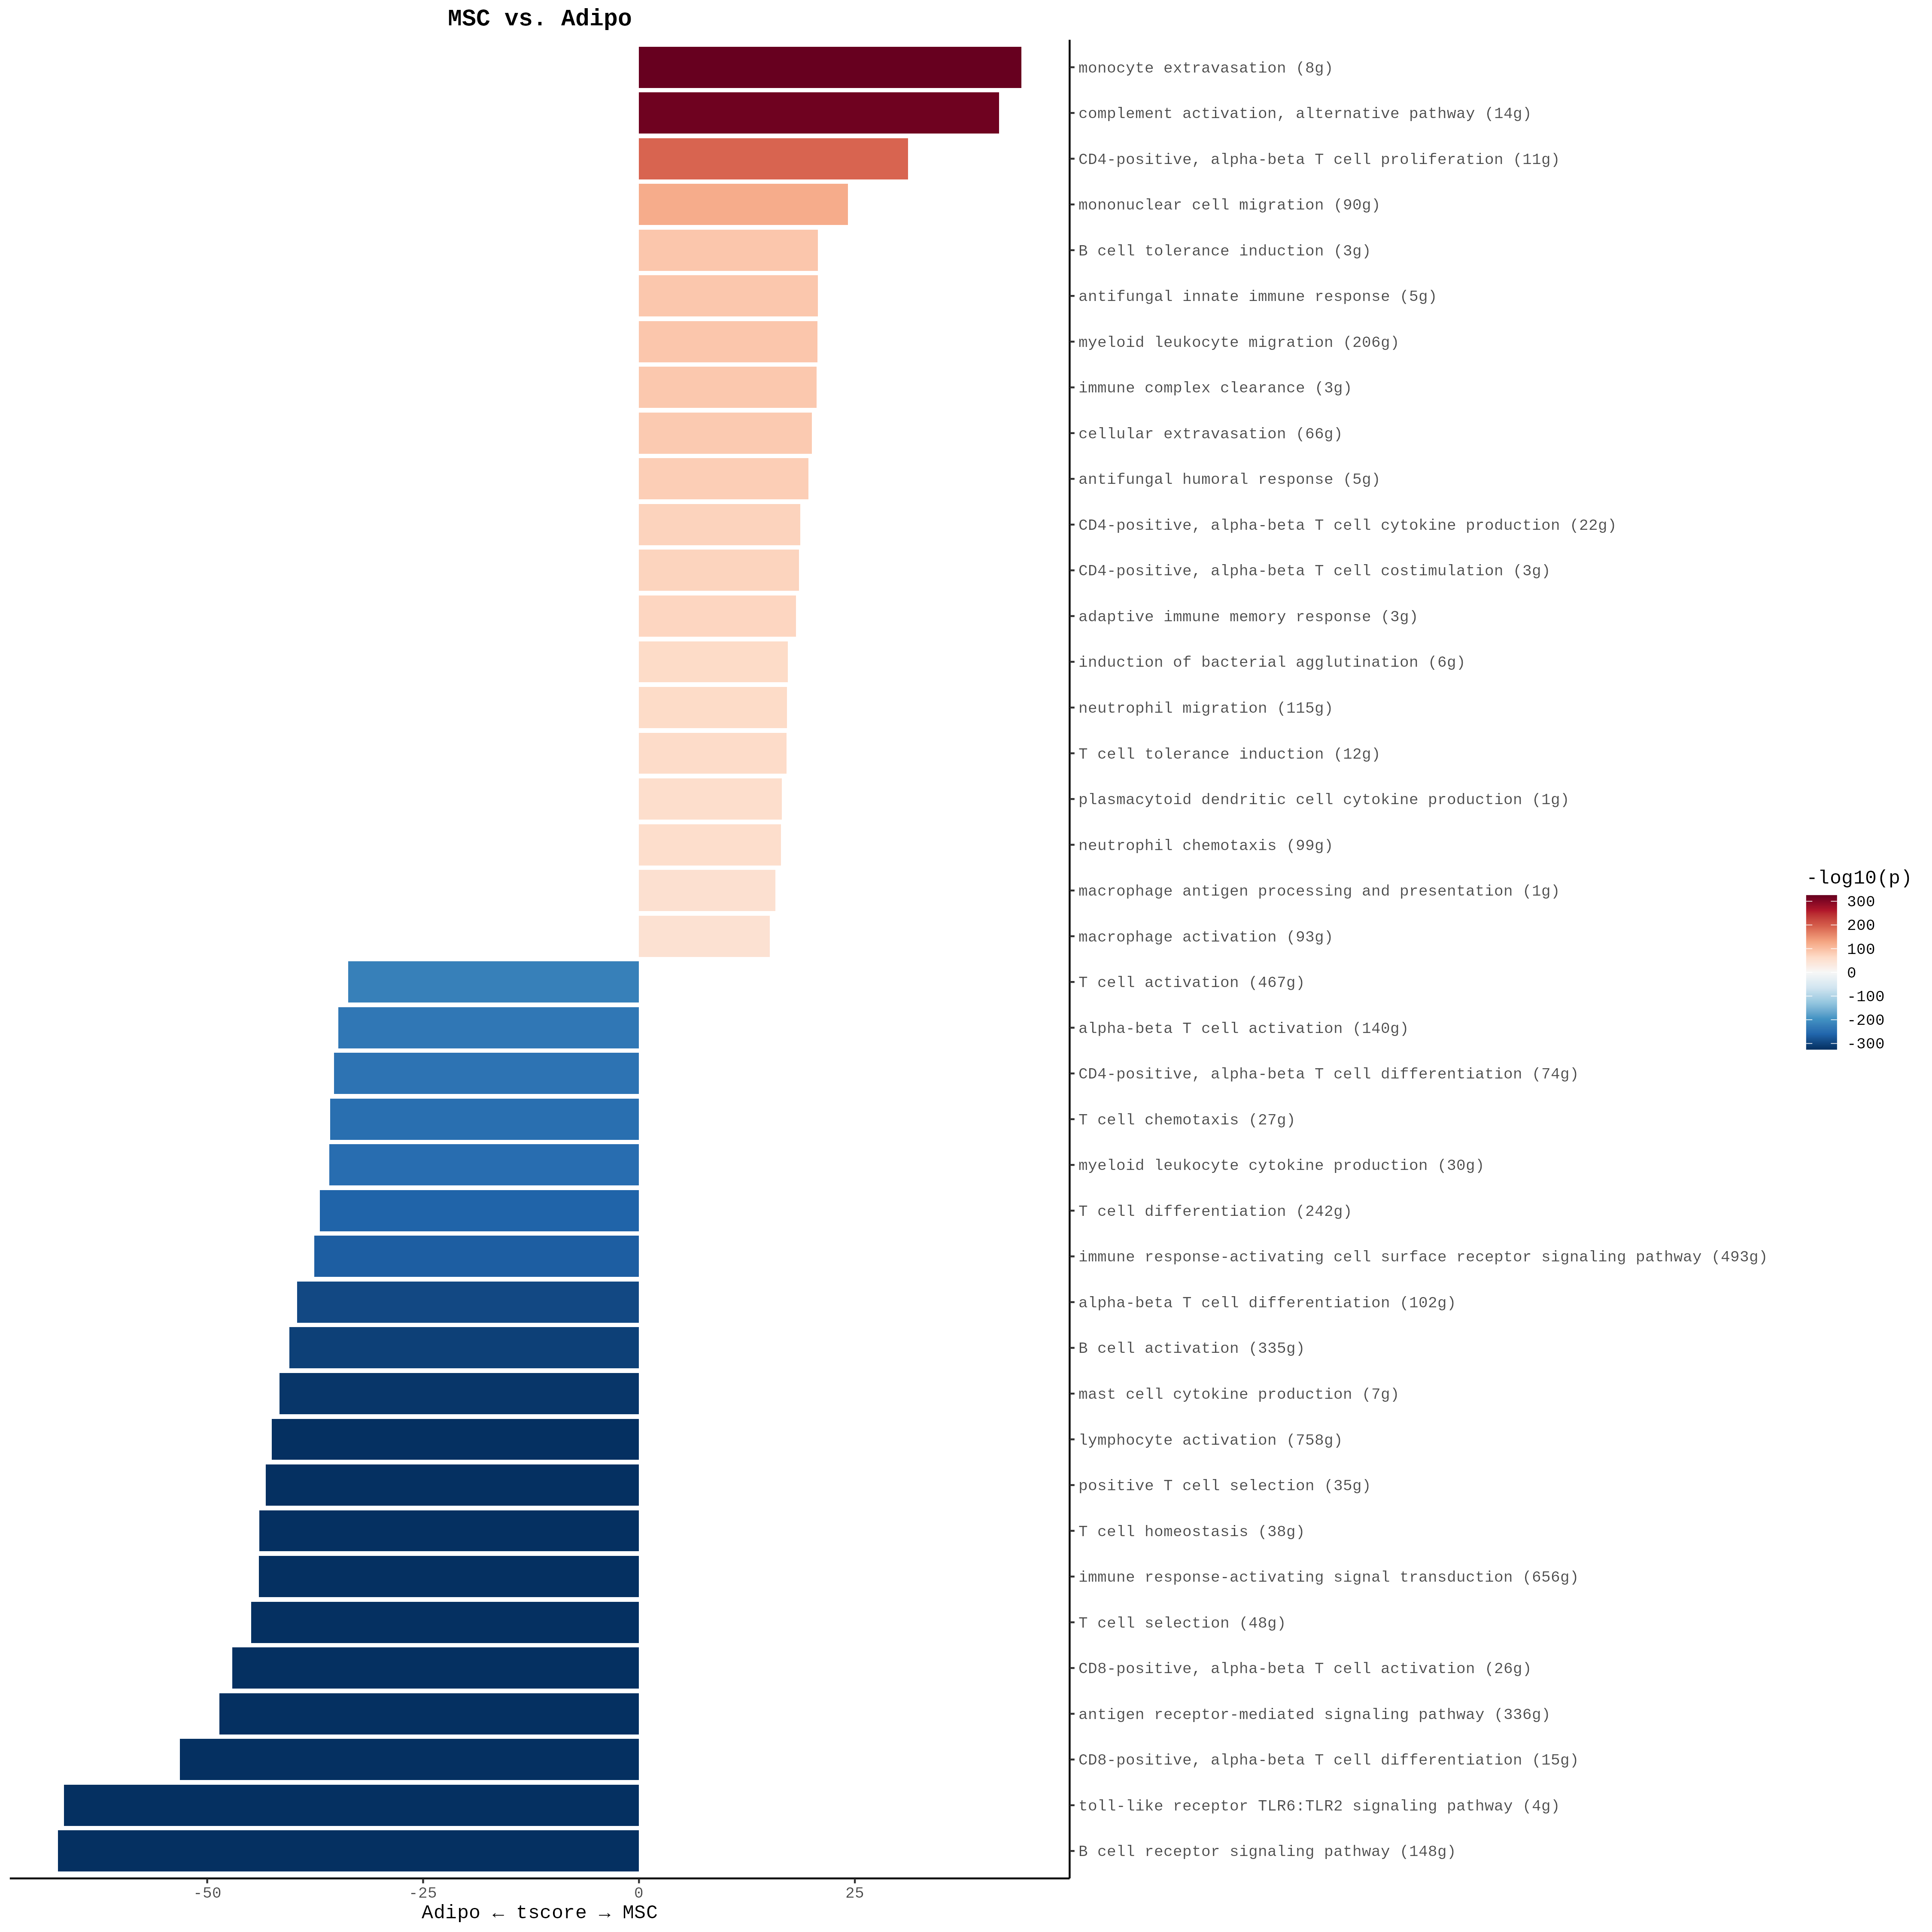 MSC vs. Adipo
monocyte extravasation (8g)
complement activation, alternative pathway (14g)
CD4-positive, alpha-beta T cell proliferation (11g)
mononuclear cell migration (90g)
B cell tolerance induction (3g)
antifungal innate immune response (5g)
myeloid leukocyte migration (206g)
immune complex clearance (3g)
cellular extravasation (66g)
antifungal humoral response (5g)
CD4-positive, alpha-beta T cell cytokine production (22g)
CD4-positive, alpha-beta T cell costimulation (3g)
adaptive immune memory response (3g)
induction of bacterial agglutination (6g)
neutrophil migration (115g)
T cell tolerance induction (12g)
plasmacytoid dendritic cell cytokine production (1g)
neutrophil chemotaxis (99g)
macrophage antigen processing and presentation (1g)
macrophage activation (93g)
T cell activation (467g)
alpha-beta T cell activation (140g)
CD4-positive, alpha-beta T cell differentiation (74g)
T cell chemotaxis (27g)
myeloid leukocyte cytokine production (30g)
T cell differentiation (242g)
immune response-activating cell surface receptor signaling pathway (493g)
alpha-beta T cell differentiation (102g)
B cell activation (335g)
mast cell cytokine production (7g)
lymphocyte activation (758g)
positive T cell selection (35g)
T cell homeostasis (38g)
immune response-activating signal transduction (656g)
T cell selection (48g)
CD8-positive, alpha-beta T cell activation (26g)
antigen receptor-mediated signaling pathway (336g)
CD8-positive, alpha-beta T cell differentiation (15g)
toll-like receptor TLR6:TLR2 signaling pathway (4g)
B cell receptor signaling pathway (148g)
-50 -25 0 25
Adipo ← tscore → MSC
-log10(p)
300
200
100
0
-100
-200
-300